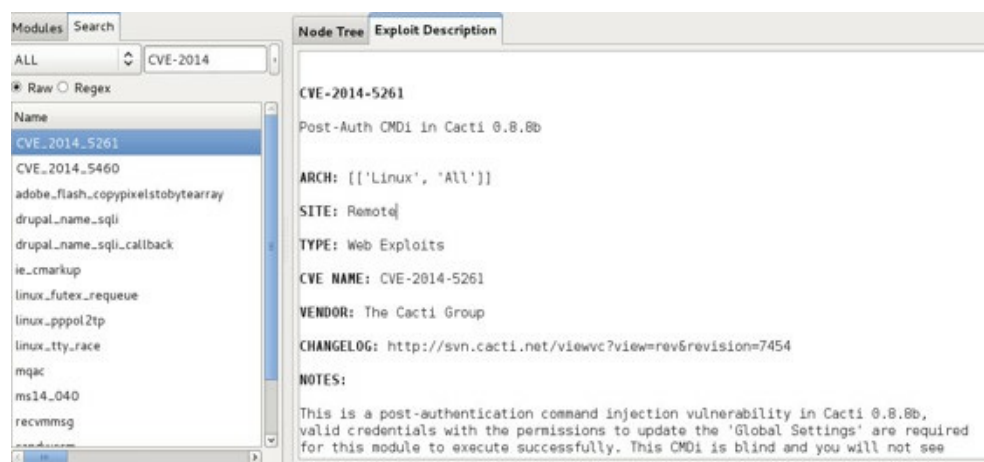 Modules Search
ALL CVE-2014
Raw Regex
Name
CVE_2014_5261
CVE_2014_5460
adobe_flash_copypixelstobytearray
drupal_name_sqli
drupal_name_sqli_callback
ie_cmarkup
linux_futex_requeue
linux_pppol2tp
linux_tty_race
mqac
ms14_040
recvmmsg
sandworm
Node Tree Exploit Description
CVE-2014-5261
Post-Auth CMDi in Cacti 0.8.8b
ARCH: [['Linux', 'All']]
SITE: Remote
TYPE: Web Exploits
CVE NAME: CVE-2014-5261
VENDOR: The Cacti Group
CHANGELOG: http://svn.cacti.net/viewvc?view=rev&revision=7454
NOTES:
This is a post-authentication command injection vulnerability in Cacti 0.8.8b,
valid credentials with the permissions to update the 'Global Settings' are required
for this module to execute successfully. This CMDi is blind and you will not see